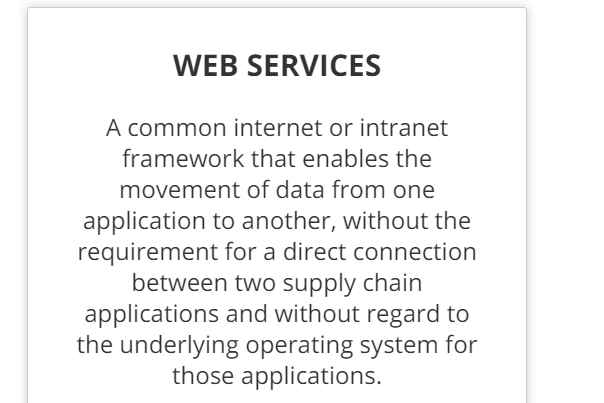 WEB SERVICES
A common internet or intranet
framework that enables the
movement of data from one
application to another, without the
requirement for a direct connection
between two supply chain
applications and without regard to
the underlying operating system for
those applications.